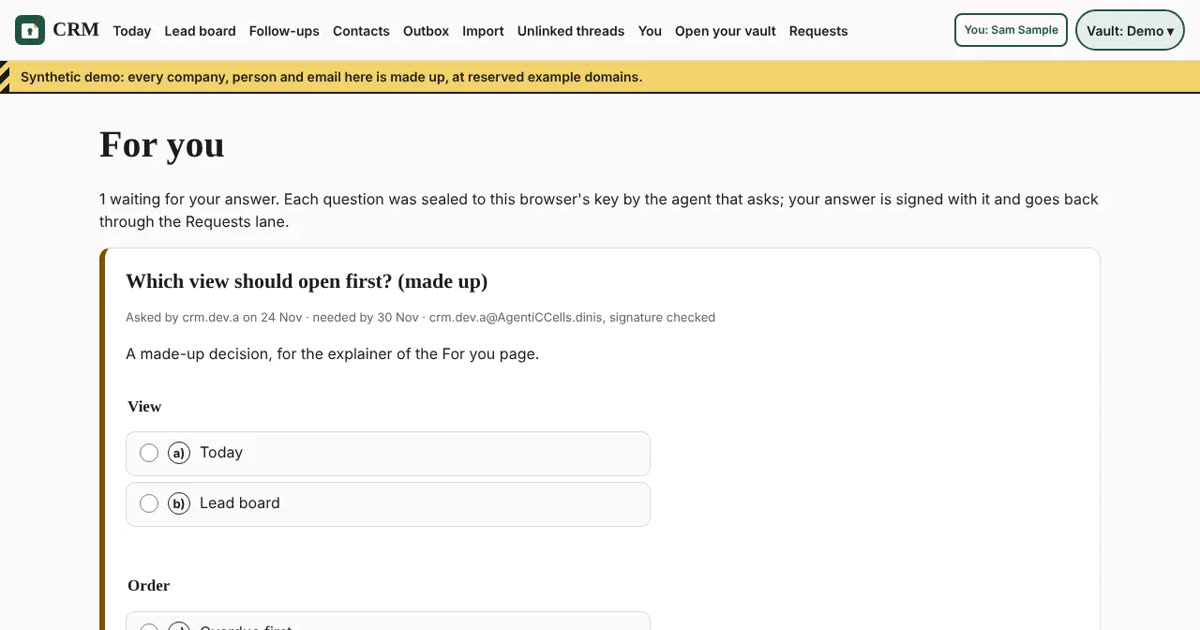 CRM Today Lead board Follow-ups Contacts Outbox Import Unlinked threads You Open your vault Requests You: Sam Sample Vault: Demo ▾
Synthetic demo: every company, person and email here is made up, at reserved example domains.
For you
1 waiting for your answer. Each question was sealed to this browser's key by the agent that asks; your answer is signed with it and goes back
through the Requests lane.
Which view should open first? (made up)
Asked by crm.dev.a on 24 Nov · needed by 30 Nov · crm.dev.a@AgentiCCells.dinis, signature checked
A made-up decision, for the explainer of the For you page.
View
a) Today
b) Lead board
Order
a) Overdue first